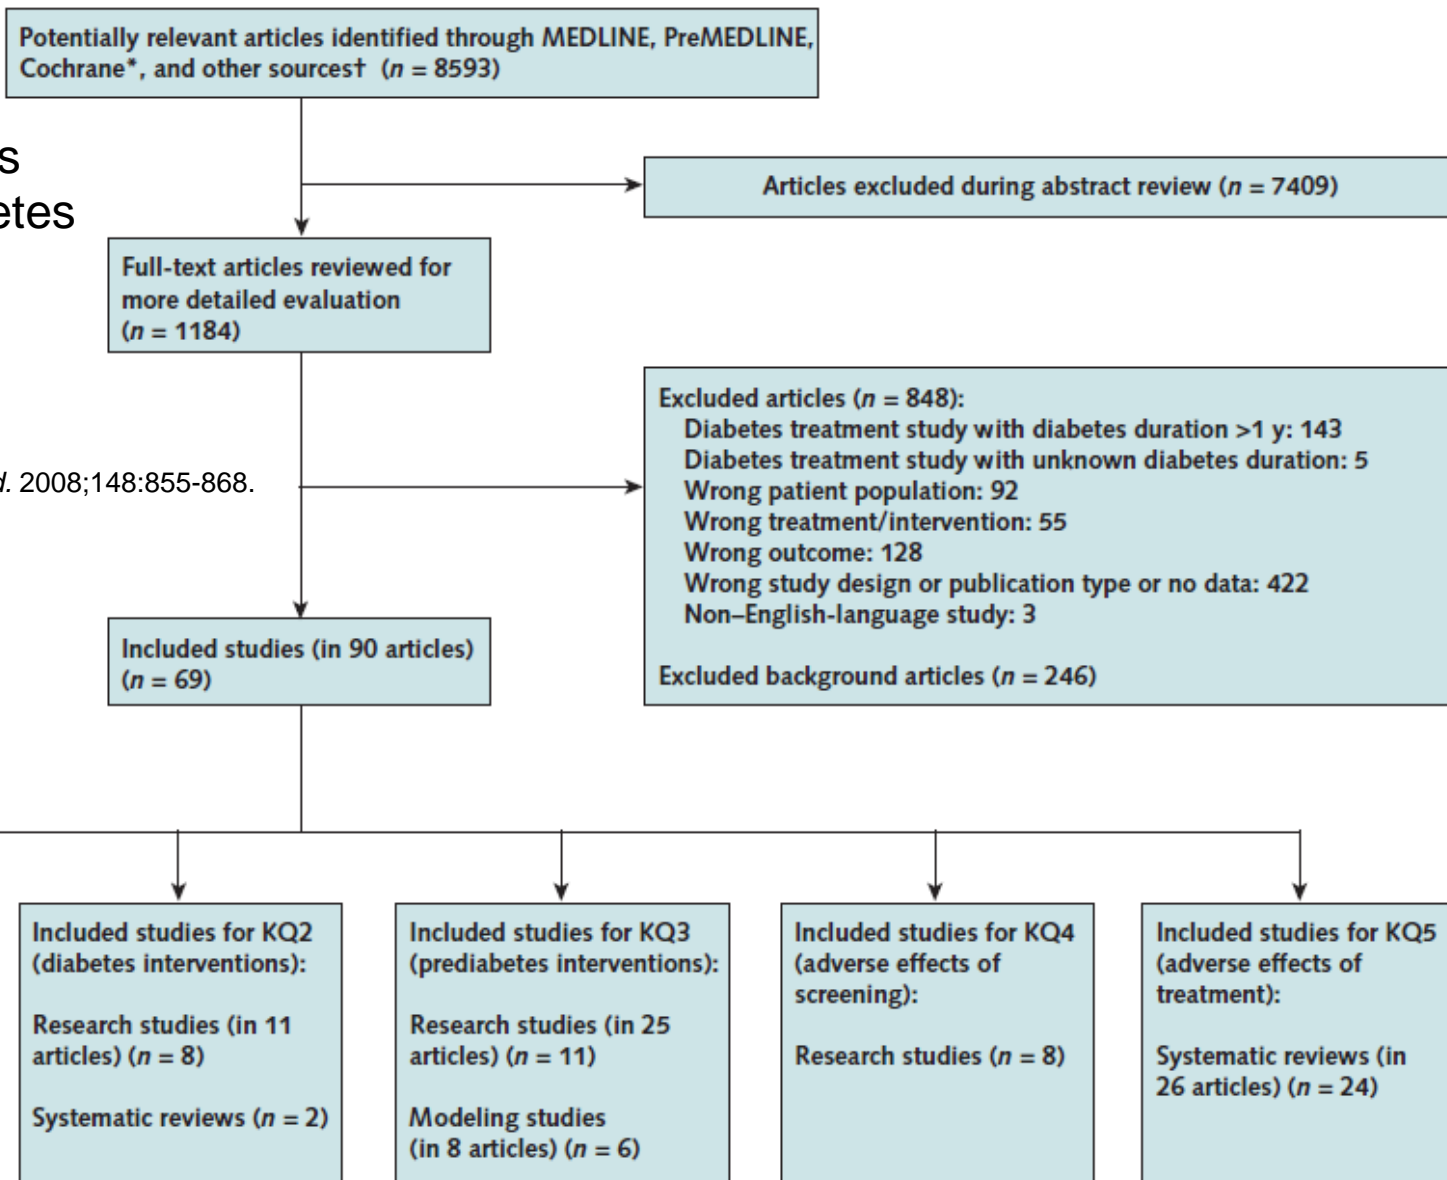 Potentially relevant articles identified through MEDLINE, PreMEDLINE,
Cochrane*, and other sources† (n = 8593)
etes
Articles excluded during abstract review (n = 7409)
Full-text articles reviewed for
more detailed evaluation
(n = 1184)
2008;148:855-868.
Excluded articles (n = 848):
Diabetes treatment study with diabetes duration >1 y: 143
Diabetes treatment study with unknown diabetes duration: 5
Wrong patient population: 92
Wrong treatment/intervention: 55
Wrong outcome: 128
Wrong study design or publication type or no data: 422
Non–English-language study: 3
Excluded background articles (n = 246)
Included studies (in 90 articles)
(n = 69)
Included studies for KQ2
(diabetes interventions):
Research studies (in 11
articles) (n = 8)
Systematic reviews (n = 2)
Included studies for KQ3
(prediabetes interventions):
Research studies (in 25
articles) (n = 11)
Modeling studies
(in 8 articles) (n = 6)
Included studies for KQ4
(adverse effects of
screening):
Research studies (n = 8)
Included studies for KQ5
(adverse effects of
treatment):
Systematic reviews (in
26 articles) (n = 24)